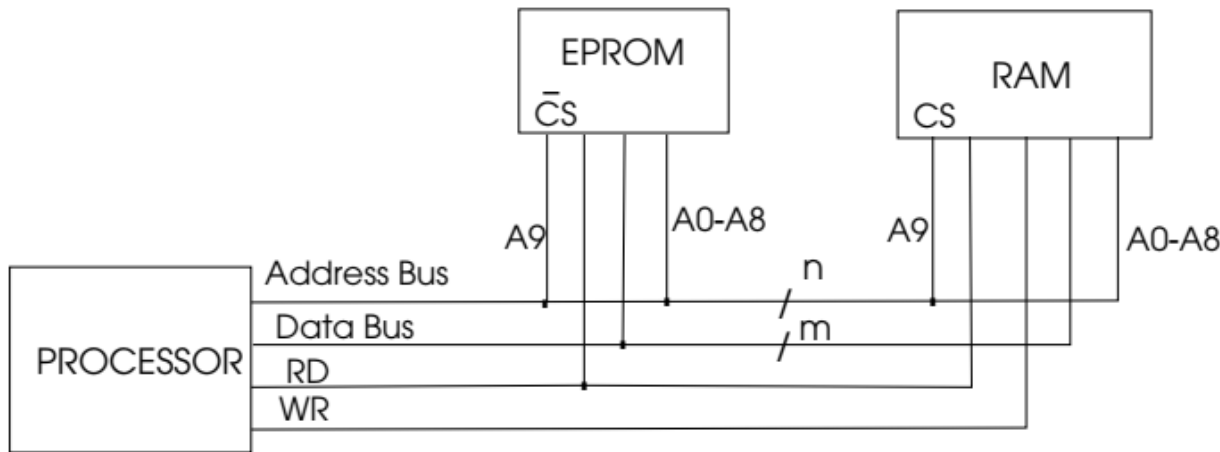 EPROM
C̄S
RAM
CS
A9
A0-A8
A9
A0-A8
Address Bus
n
Data Bus
m
PROCESSOR
RD
WR